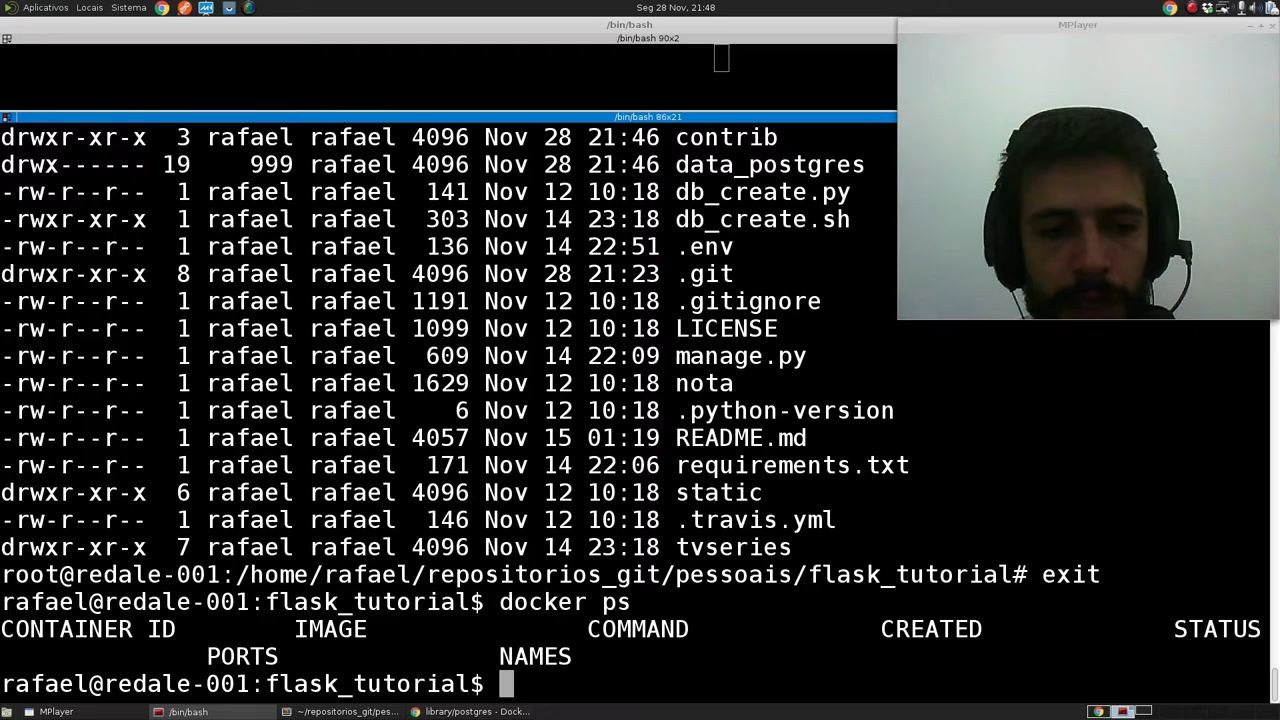 Aplicativos Locais Sistema
Seg 28 Nov, 21:48
/bin/bash
/bin/bash 90x2
MPlayer
/bin/bash 86x21
drwxr-xr-x 3 rafael rafael 4096 Nov 28 21:46 contrib
drwx------ 19 999 rafael 4096 Nov 28 21:46 data_postgres
-rw-r--r-- 1 rafael rafael 141 Nov 12 10:18 db_create.py
-rwxr-xr-x 1 rafael rafael 303 Nov 14 23:18 db_create.sh
-rw-r--r-- 1 rafael rafael 136 Nov 14 22:51 .env
drwxr-xr-x 8 rafael rafael 4096 Nov 28 21:23 .git
-rw-r--r-- 1 rafael rafael 1191 Nov 12 10:18 .gitignore
-rw-r--r-- 1 rafael rafael 1099 Nov 12 10:18 LICENSE
-rw-r--r-- 1 rafael rafael 609 Nov 14 22:09 manage.py
-rw-r--r-- 1 rafael rafael 1629 Nov 12 10:18 nota
-rw-r--r-- 1 rafael rafael 6 Nov 12 10:18 .python-version
-rw-r--r-- 1 rafael rafael 4057 Nov 15 01:19 README.md
-rw-r--r-- 1 rafael rafael 171 Nov 14 22:06 requirements.txt
drwxr-xr-x 6 rafael rafael 4096 Nov 12 10:18 static
-rw-r--r-- 1 rafael rafael 146 Nov 12 10:18 .travis.yml
drwxr-xr-x 7 rafael rafael 4096 Nov 14 23:18 tvseries
root@redale-001:/home/rafael/repositorios_git/pessoais/flask_tutorial# exit
rafael@redale-001:flask_tutorial$ docker ps
CONTAINER ID IMAGE COMMAND CREATED STATUS
PORTS NAMES
rafael@redale-001:flask_tutorial$
MPlayer
/bin/bash
~/repositorios_git/pes...
library/postgres - Dock...